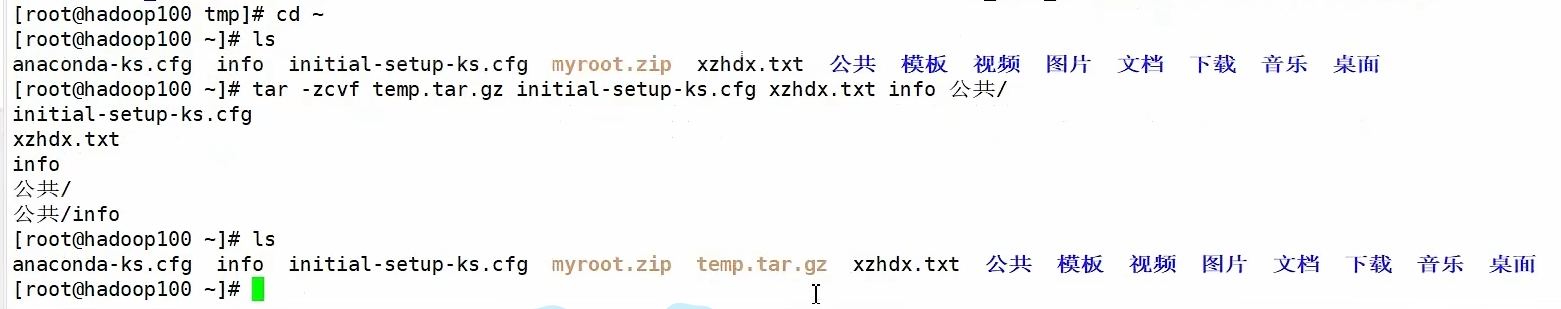 [root@hadoop100 tmp]# cd ~
[root@hadoop100 ~]# ls
anaconda-ks.cfg  info  initial-setup-ks.cfg  myroot.zip  xzhdx.txt  公共  模板  视频  图片  文档  下载  音乐  桌面
[root@hadoop100 ~]# tar -zcvf temp.tar.gz initial-setup-ks.cfg xzhdx.txt info 公共/
initial-setup-ks.cfg
xzhdx.txt
info
公共/
公共/info
[root@hadoop100 ~]# ls
anaconda-ks.cfg  info  initial-setup-ks.cfg  myroot.zip  temp.tar.gz  xzhdx.txt  公共  模板  视频  图片  文档  下载  音乐  桌面
[root@hadoop100 ~]#